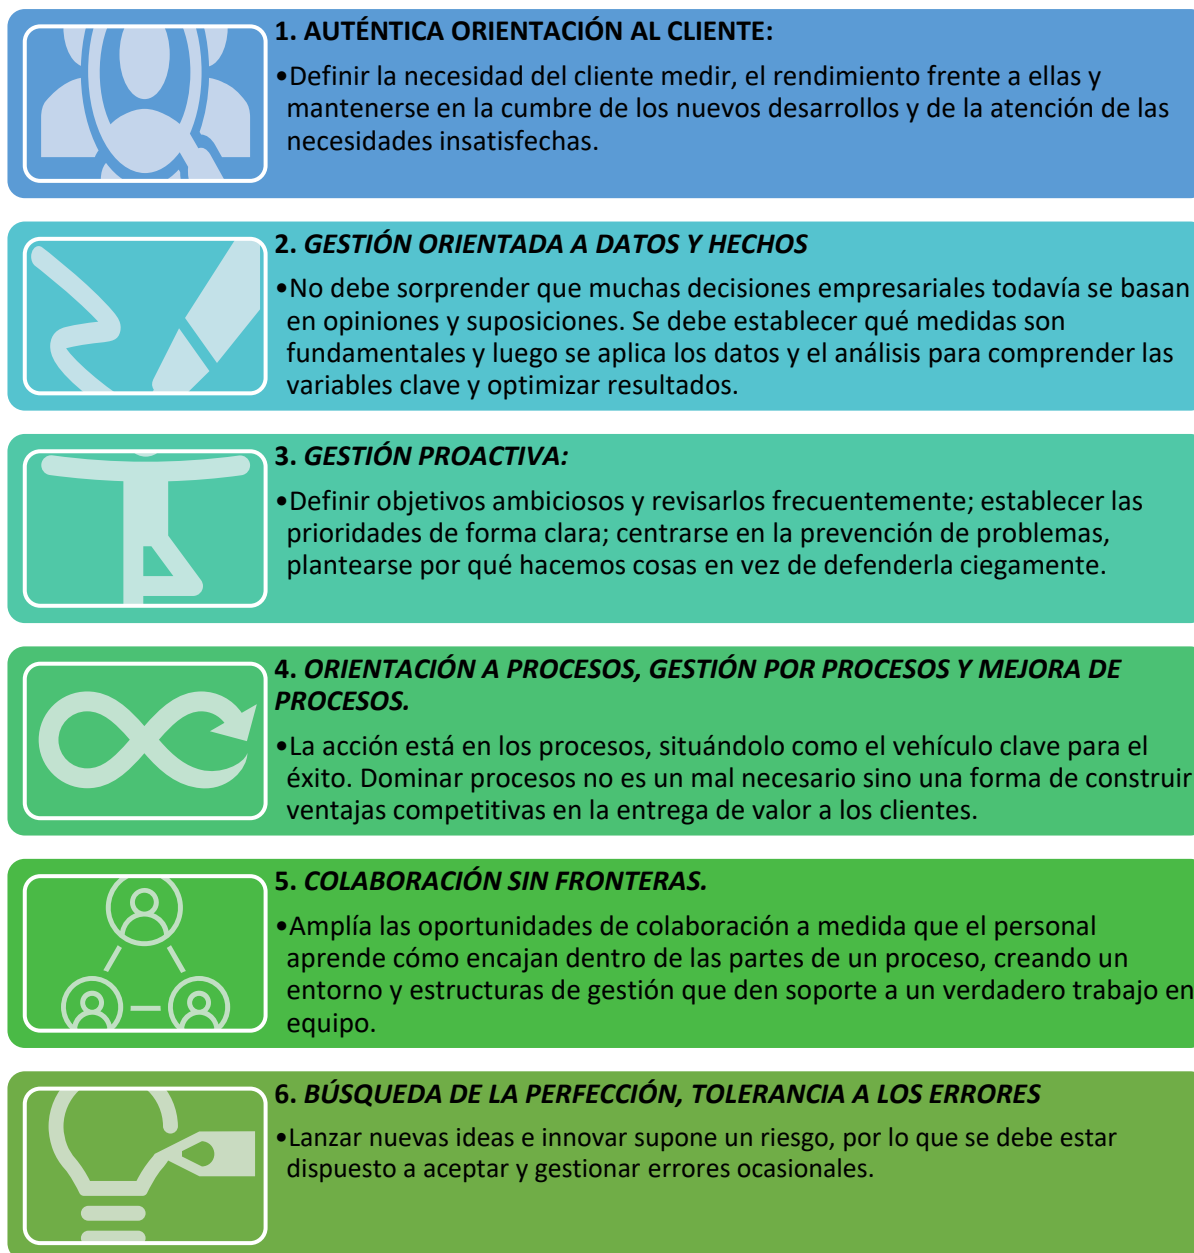 1. AUTÉNTICA ORIENTACIÓN AL CLIENTE:
•Definir la necesidad del cliente medir, el rendimiento frente a ellas y
mantenerse en la cumbre de los nuevos desarrollos y de la atención de las
necesidades insatisfechas.
2. GESTIÓN ORIENTADA A DATOS Y HECHOS
•No debe sorprender que muchas decisiones empresariales todavía se basan
en opiniones y suposiciones. Se debe establecer qué medidas son
fundamentales y luego se aplica los datos y el análisis para comprender las
variables clave y optimizar resultados.
3. GESTIÓN PROACTIVA:
•Definir objetivos ambiciosos y revisarlos frecuentemente; establecer las
prioridades de forma clara; centrarse en la prevención de problemas,
plantearse por qué hacemos cosas en vez de defenderla ciegamente.
4. ORIENTACIÓN A PROCESOS, GESTIÓN POR PROCESOS Y MEJORA DE
PROCESOS.
•La acción está en los procesos, situándolo como el vehículo clave para el
éxito. Dominar procesos no es un mal necesario sino una forma de construir
ventajas competitivas en la entrega de valor a los clientes.
5. COLABORACIÓN SIN FRONTERAS.
•Amplía las oportunidades de colaboración a medida que el personal
aprende cómo encajan dentro de las partes de un proceso, creando un
entorno y estructuras de gestión que den soporte a un verdadero trabajo en
equipo.
6. BÚSQUEDA DE LA PERFECCIÓN, TOLERANCIA A LOS ERRORES
•Lanzar nuevas ideas e innovar supone un riesgo, por lo que se debe estar
dispuesto a aceptar y gestionar errores ocasionales.